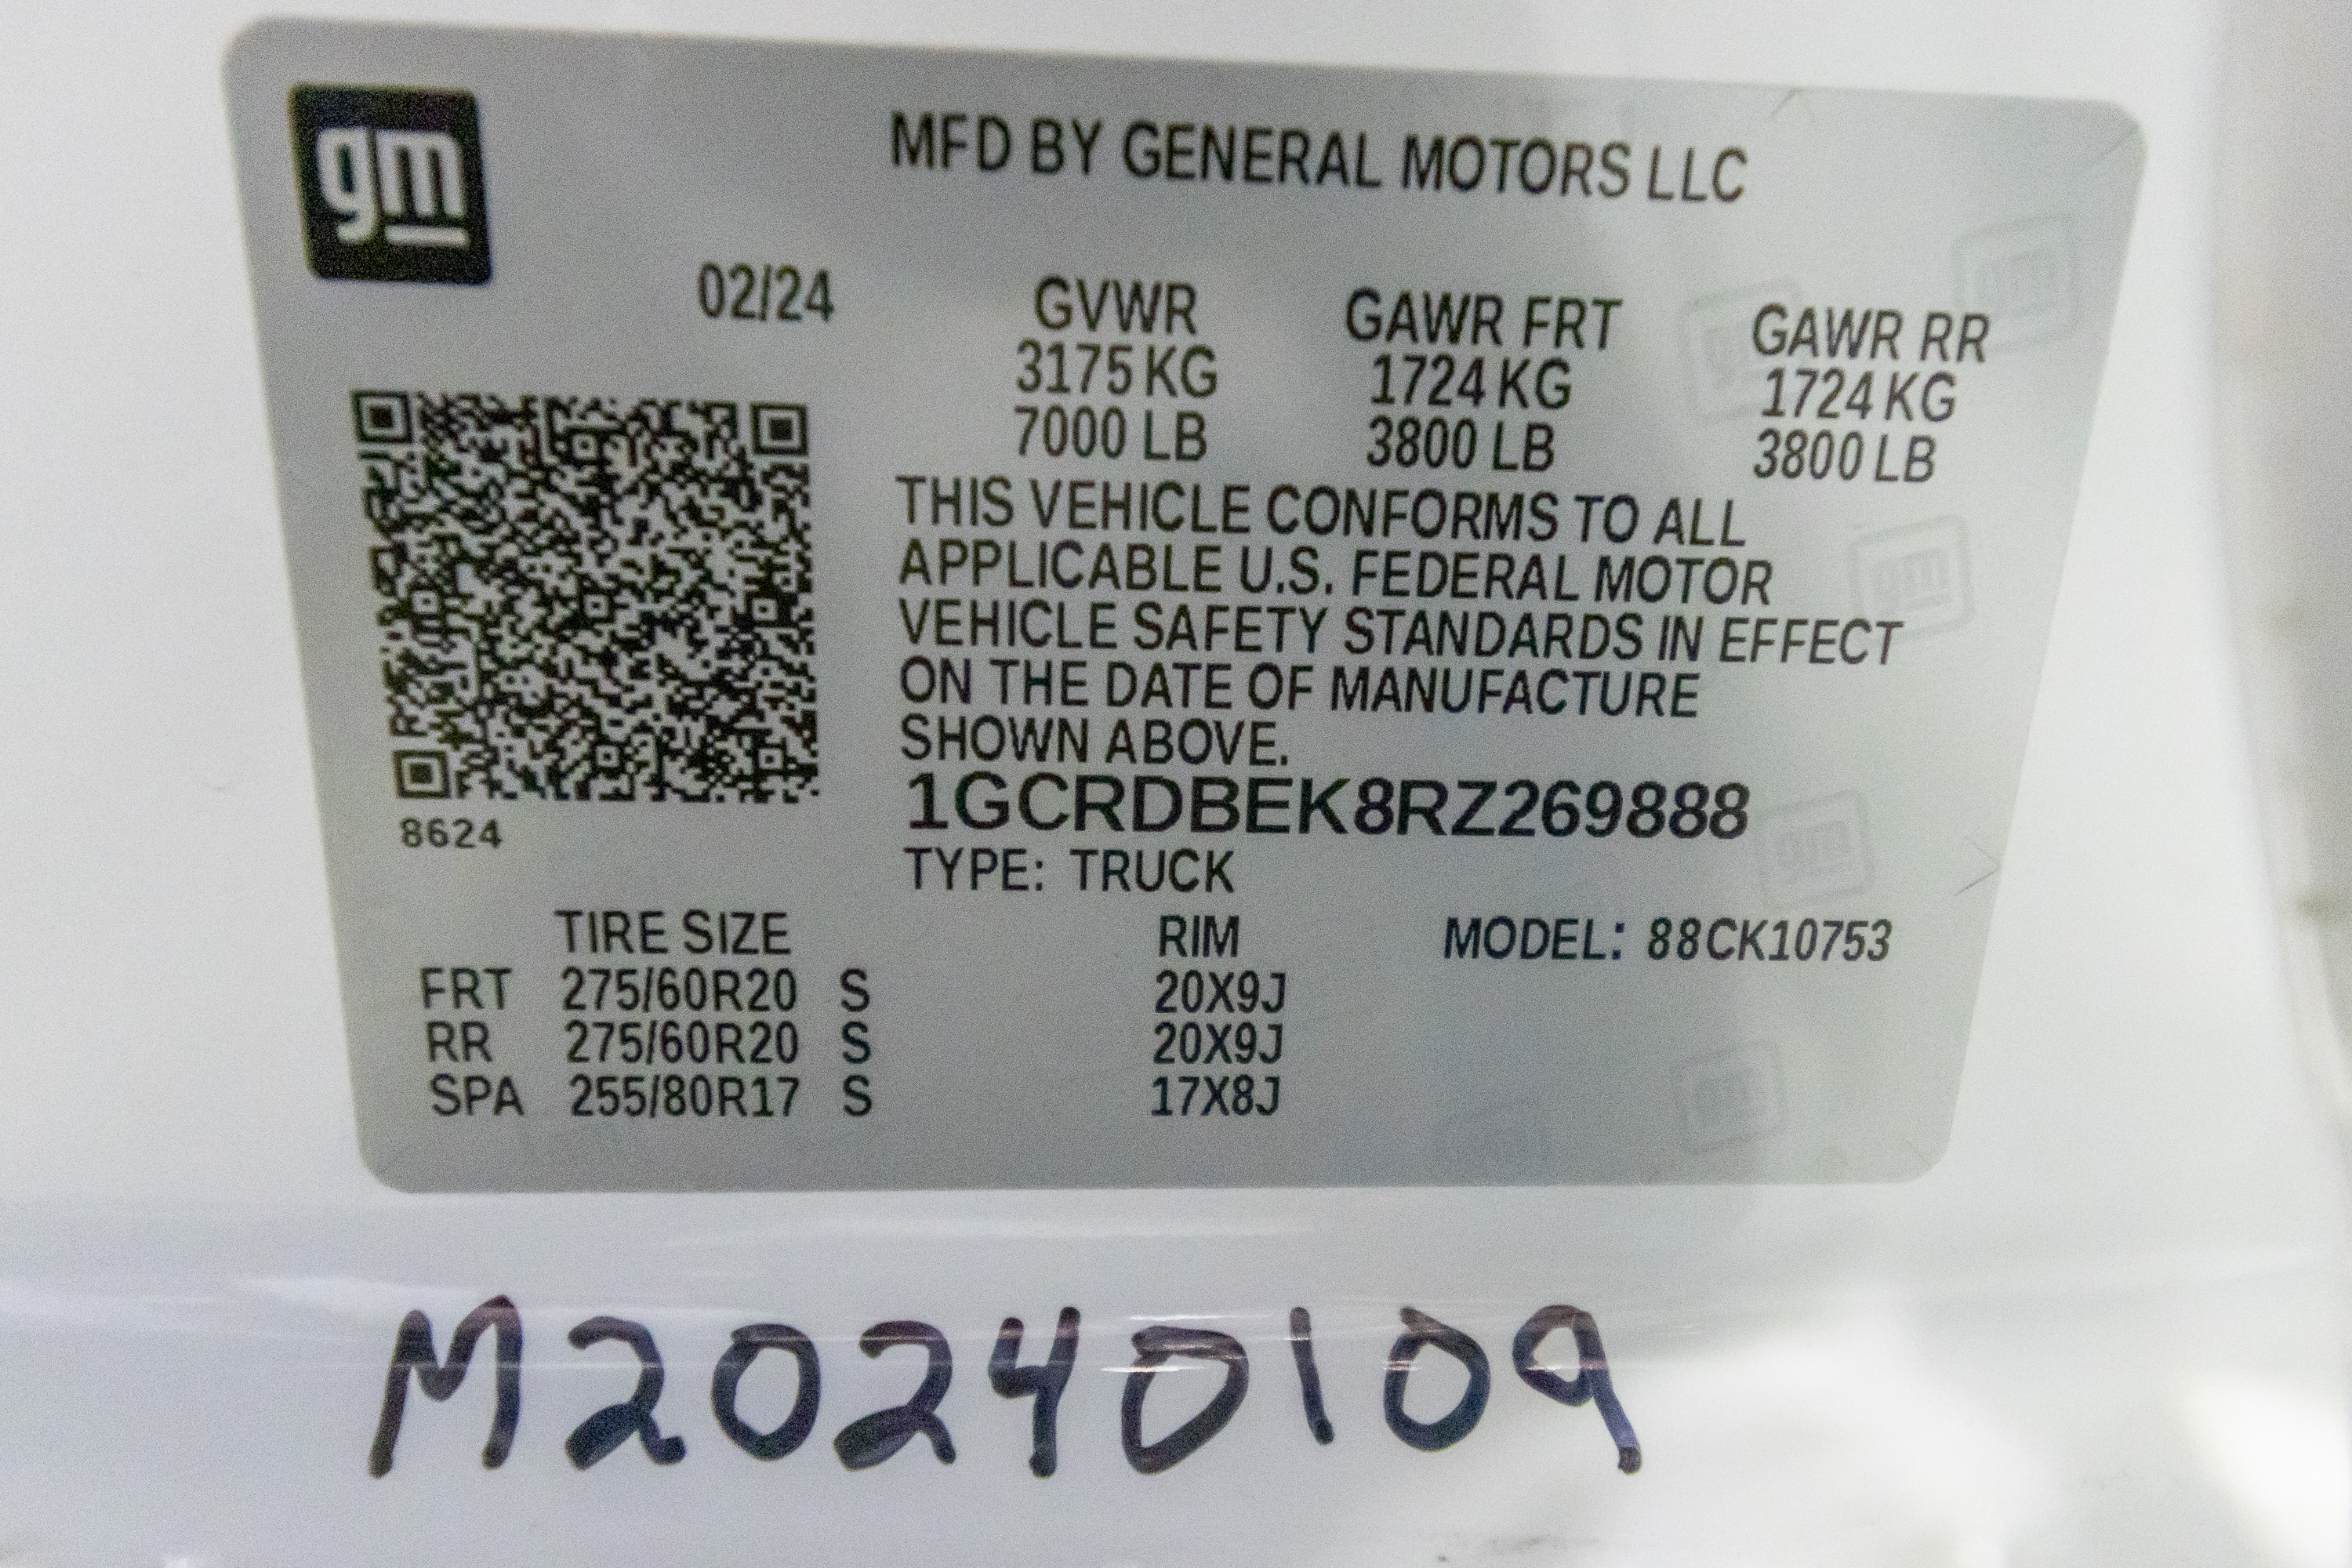 gm
MFD BY GENERAL MOTORS LLC
02/24
GVWR GAWR FRT GAWR RR
3175 KG 1724 KG 1724 KG
7000 LB 3800 LB 3800 LB
THIS VEHICLE CONFORMS TO ALL
APPLICABLE U.S. FEDERAL MOTOR
VEHICLE SAFETY STANDARDS IN EFFECT
ON THE DATE OF MANUFACTURE
SHOWN ABOVE.
1GCRDBEK8RZ269888
8624
TYPE: TRUCK
TIRE SIZE RIM MODEL: 88CK10753
FRT 275/60R20 S 20X9J
RR 275/60R20 S 20X9J
SPA 255/80R17 S 17X8J
M20240109